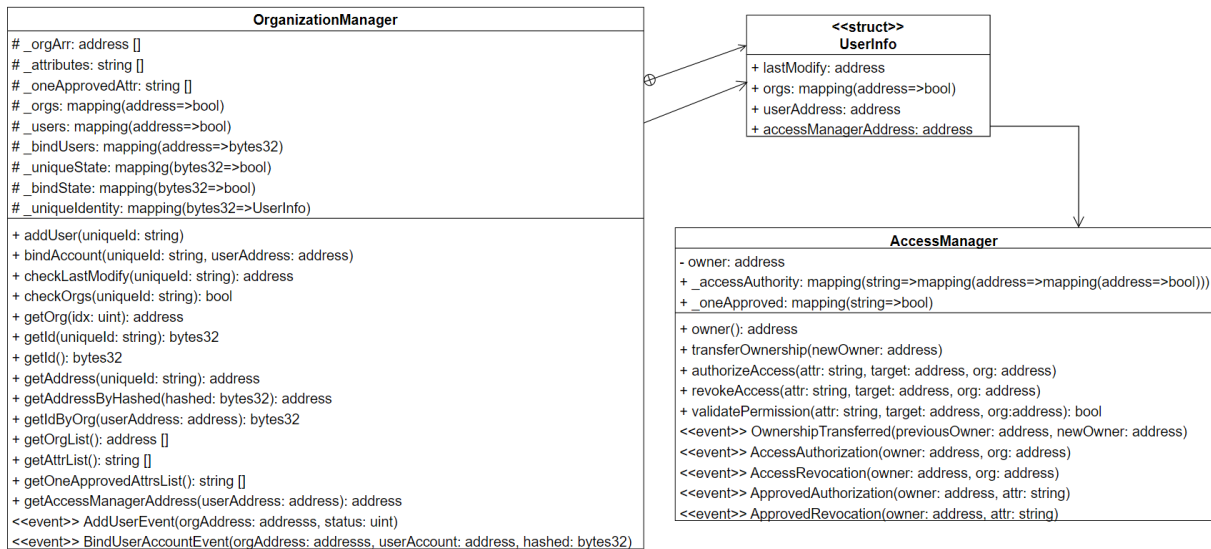 OrganizationManager
# _orgArr: address []
# _attributes: string []
# _oneApprovedAttr: string []
# _orgs: mapping(address=>bool)
# _users: mapping(address=>bool)
# _bindUsers: mapping(address=>bytes32)
# _uniqueState: mapping(bytes32=>bool)
# _bindState: mapping(bytes32=>bool)
# _uniqueIdentity: mapping(bytes32=>UserInfo)
+ addUser(uniqueId: string)
+ bindAccount(uniqueId: string, userAddress: address)
+ checkLastModify(uniqueId: string): address
+ checkOrgs(uniqueId: string): bool
+ getOrg(idx: uint): address
+ getId(uniqueId: string): bytes32
+ getId(): bytes32
+ getAddress(uniqueId: string): address
+ getAddressByHashed(hashed: bytes32): address
+ getIdByOrg(userAddress: address): bytes32
+ getOrgList(): address []
+ getAttrList(): string []
+ getOneApprovedAttrsList(): string []
+ getAccessManagerAddress(userAddress: address): address
<<event>> AddUserEvent(orgAddress: addresss, status: uint)
<<event>> BindUserAccountEvent(orgAddress: addresss, userAccount: address, hashed: bytes32)
<<struct>>
UserInfo
+ lastModify: address
+ orgs: mapping(address=>bool)
+ userAddress: address
+ accessManagerAddress: address
AccessManager
- owner: address
+ _accessAuthority: mapping(string=>mapping(address=>mapping(address=>bool)))
+ _oneApproved: mapping(string=>bool)
+ owner(): address
+ transferOwnership(newOwner: address)
+ authorizeAccess(attr: string, target: address, org: address)
+ revokeAccess(attr: string, target: address, org: address)
+ validatePermission(attr: string, target: address, org:address): bool
<<event>> OwnershipTransferred(previousOwner: address, newOwner: address)
<<event>> AccessAuthorization(owner: address, org: address)
<<event>> AccessRevocation(owner: address, org: address)
<<event>> ApprovedAuthorization(owner: address, attr: string)
<<event>> ApprovedRevocation(owner: address, attr: string)